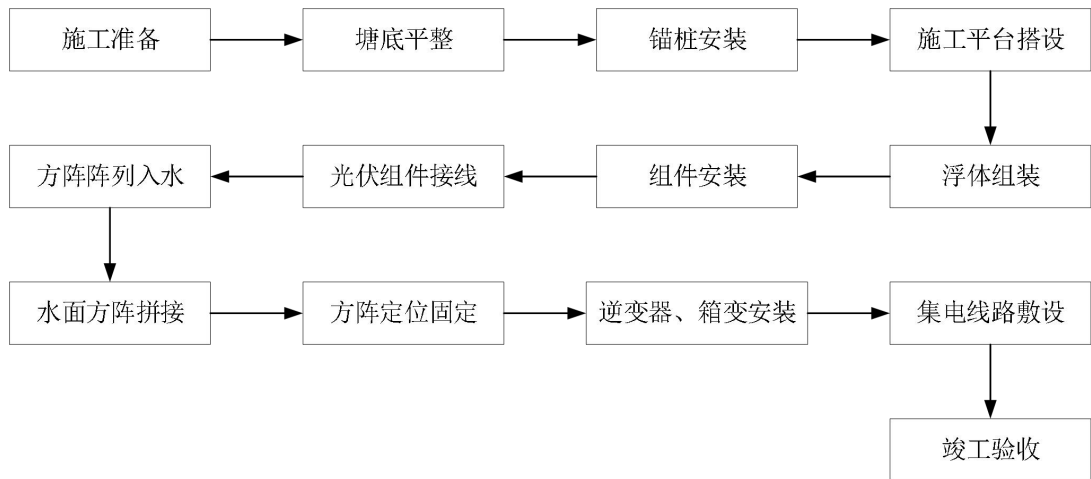 施工准备
塘底平整
锚桩安装
施工平台搭设
浮体组装
组件安装
光伏组件接线
方阵阵列入水
水面方阵拼接
方阵定位固定
逆变器、箱变安装
集电线路敷设
竣工验收